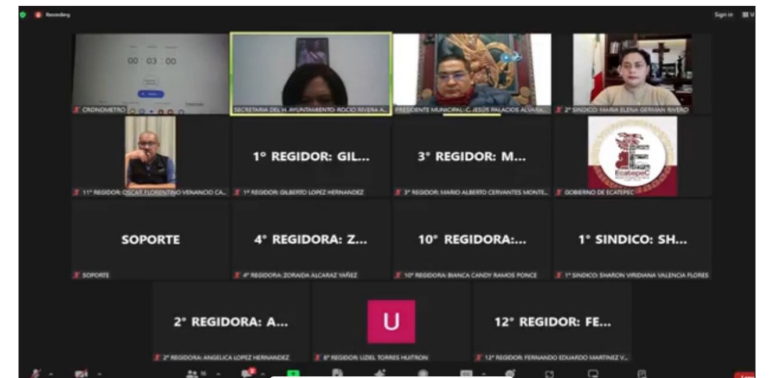 Recording
Sign in
00 03 00
CRONOMETRO
SECRETARIA DEL H. AYUNTAMIENTO: ROCIO RIVERA A...
PRESIDENTE MUNICIPAL: C. JESÚS PALACIOS ALVARA...
2° SINDICO: MARIA ELENA GERMAN RIVERO
1° REGIDOR: GIL...
3° REGIDOR: M...
EcatepeC
11° REGIDOR: OSCAR FLORENTINO VENANCIO CA...
1° REGIDOR: GILBERTO LOPEZ HERNANDEZ
3° REGIDOR: MARIO ALBERTO CERVANTES MONTE...
GOBIERNO DE ECATEPEC
SOPORTE
4° REGIDORA: Z...
10° REGIDORA:...
1° SINDICO: SH...
SOPORTE
4° REGIDORA: ZORAIDA ALCARAZ YAÑEZ
10° REGIDORA: BIANCA CANDY RAMOS PONCE
1° SINDICO: SHARON VIRIDIANA VALENCIA FLORES
2° REGIDORA: A...
U
12° REGIDOR: FE...
2° REGIDORA: ANGELICA LOPEZ HERNANDEZ
8° REGIDOR: UZIEL TORRES HUITRON
12° REGIDOR: FERNANDO EDUARDO MARTINEZ V...